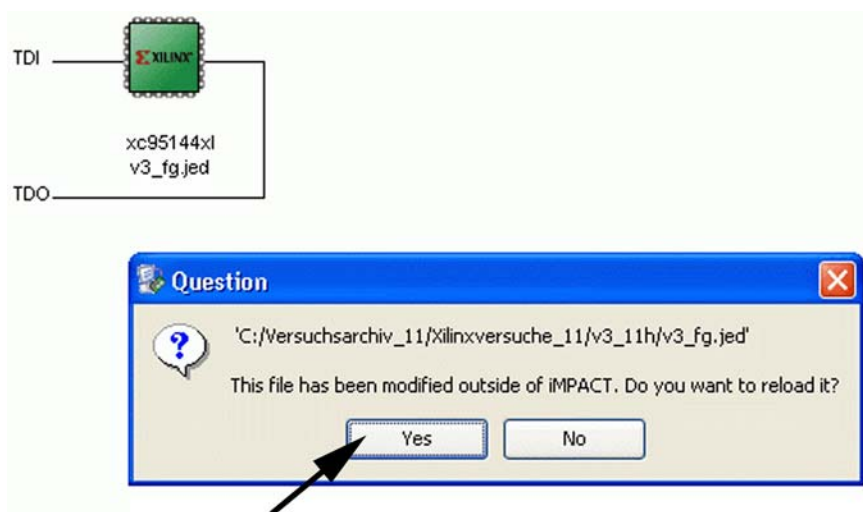 TDI
XILINX
xc95144xl
v3_fg.jed
TDO
Question
'C:/Versuchsarchiv_11/Xilinxversuche_11/v3_11h/v3_fg.jed'
This file has been modified outside of iMPACT. Do you want to reload it?
Yes
No